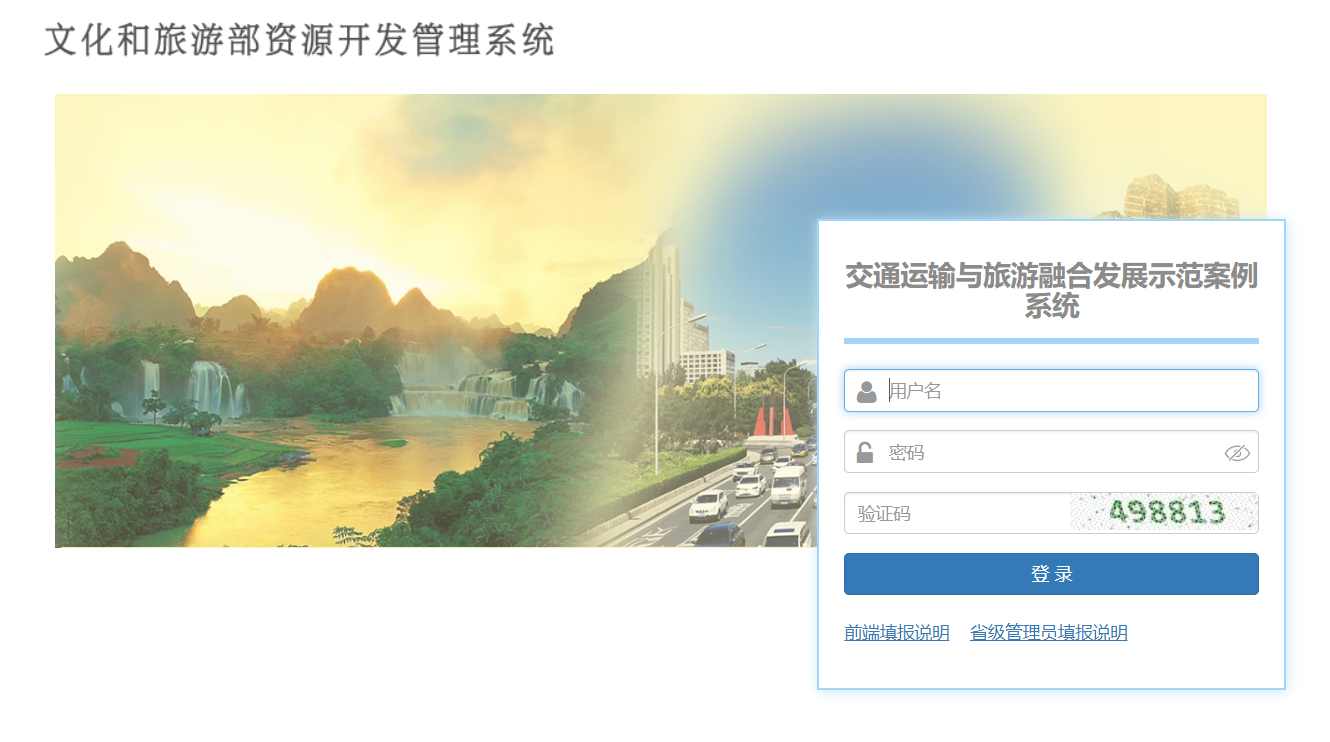 文化和旅游部资源开发管理系统
交通运输与旅游融合发展示范案例
系统
用户名
密码
验证码 498813
登 录
前端填报说明 省级管理员填报说明